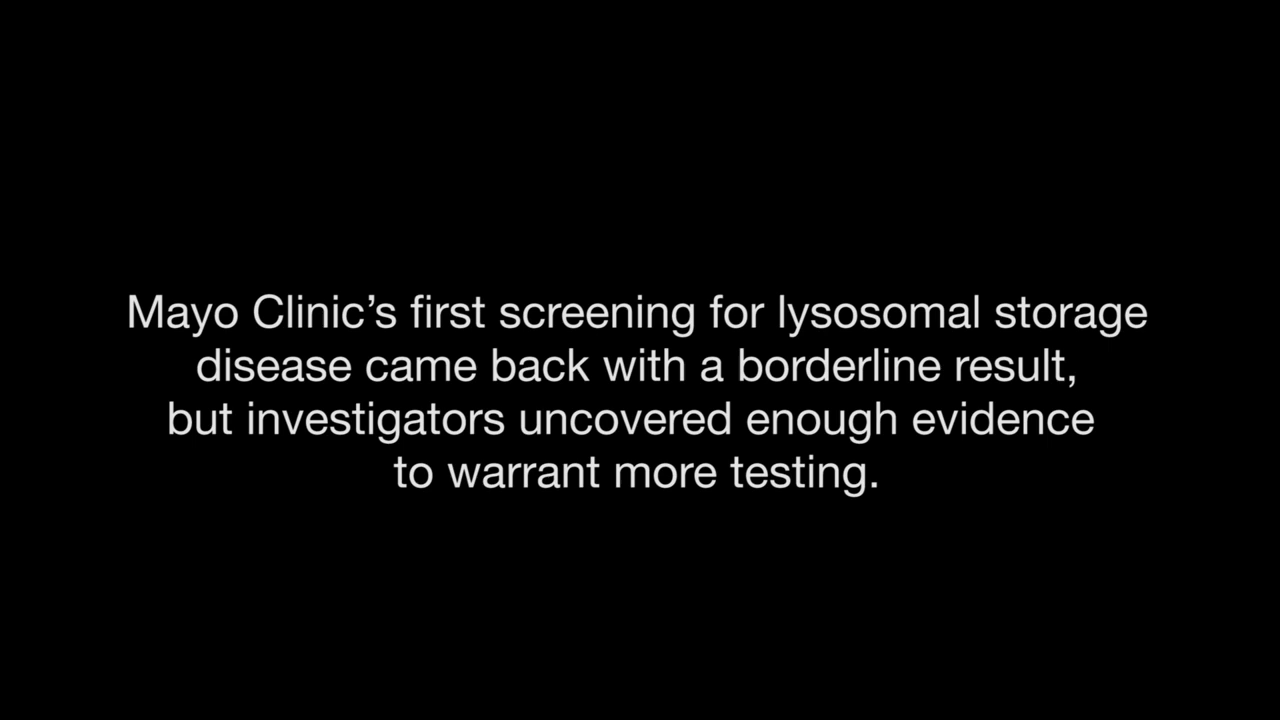 Mayo Clinic’s first screening for lysosomal storage
disease came back with a borderline result,
but investigators uncovered enough evidence
to warrant more testing.